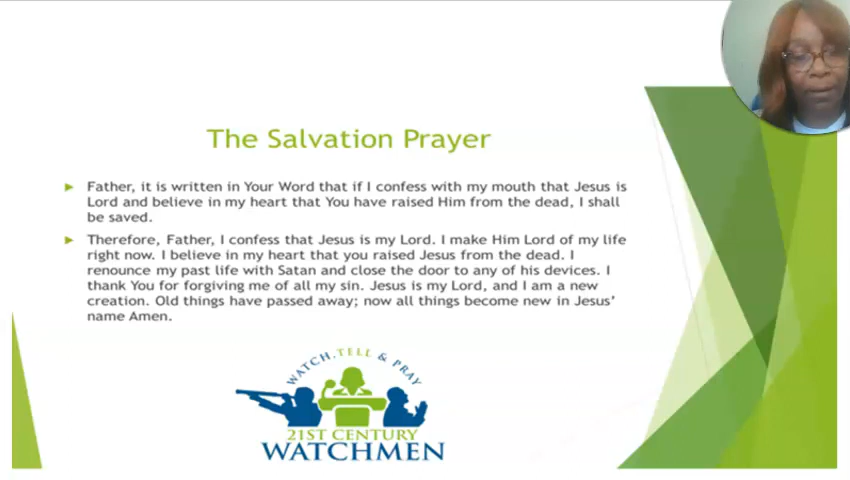 The Salvation Prayer
Father, it is written in Your Word that if I confess with my mouth that Jesus is
Lord and believe in my heart that You have raised Him from the dead, I shall
be saved.
Therefore, Father, I confess that Jesus is my Lord. I make Him Lord of my life
right now. I believe in my heart that you raised Jesus from the dead. I
renounce my past life with Satan and close the door to any of his devices. I
thank You for forgiving me of all my sin. Jesus is my Lord, and I am a new
creation. Old things have passed away; now all things become new in Jesus’
name Amen.
WATCH, TELL & PRAY
21ST CENTURY
WATCHMEN